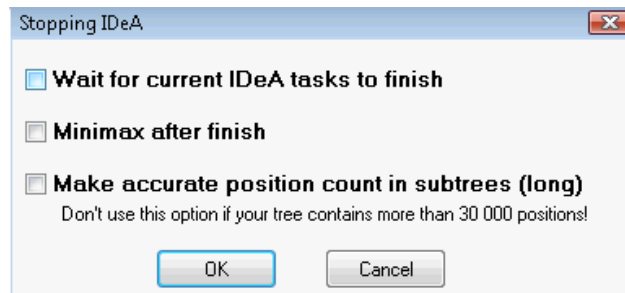 Stopping IDeA
Wait for current IDeA tasks to finish
Minimax after finish
Make accurate position count in subtrees (long)
Don't use this option if your tree contains more than 30 000 positions!
OK Cancel